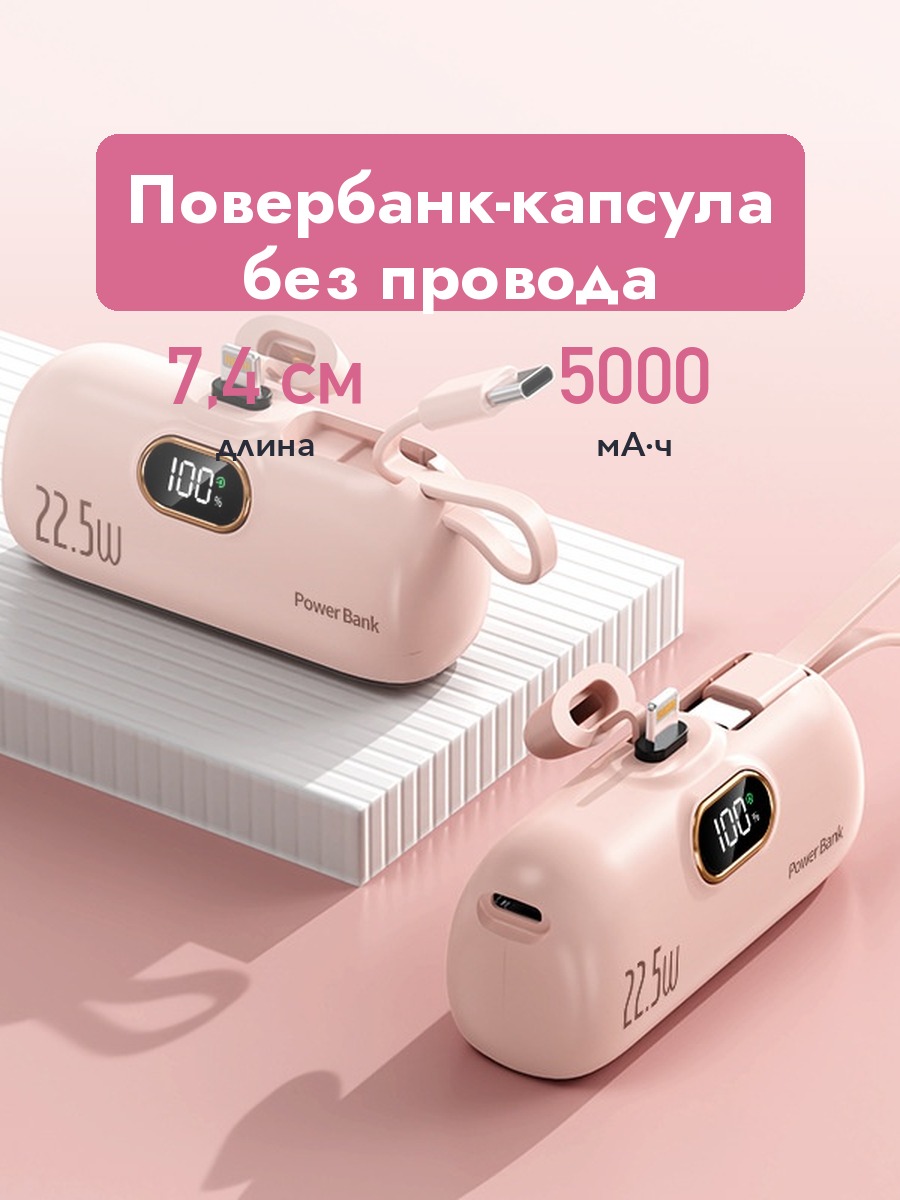 Повербанк-капсула
без провода
7,4 см
5000
длина
мА·ч
100%
22.5W
Power Bank
100%
Power Bank
22.5W